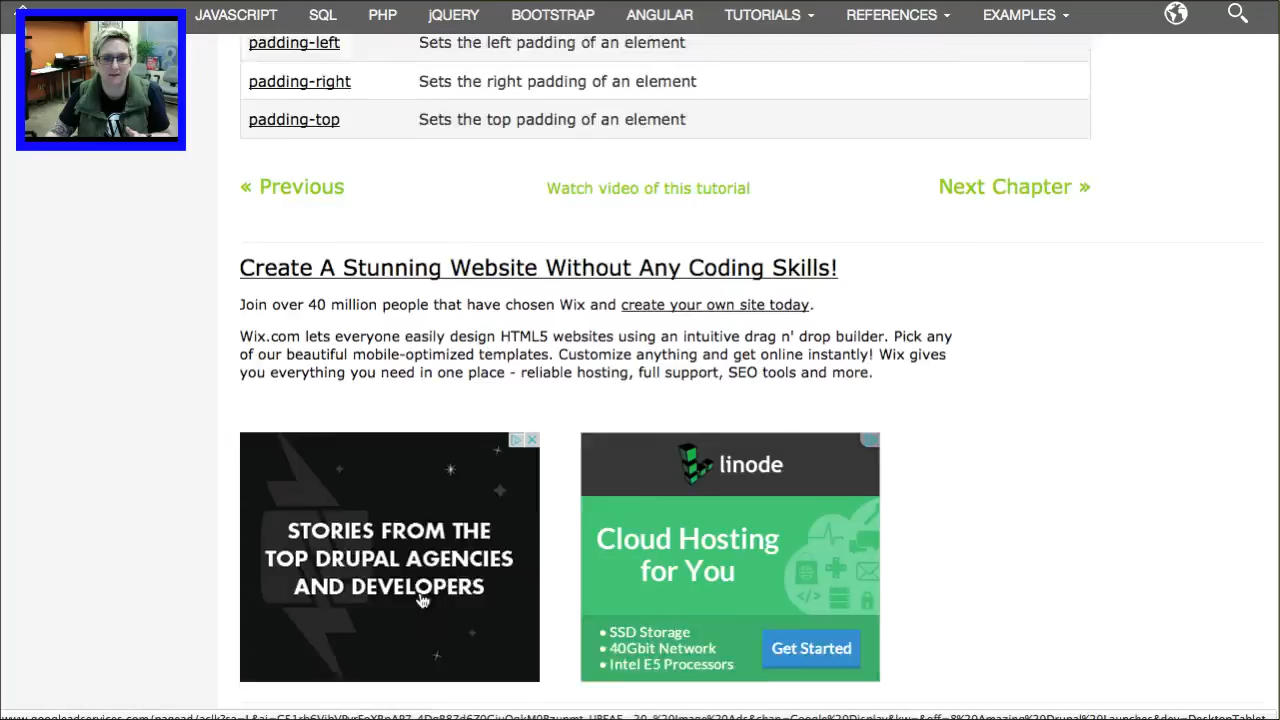 JAVASCRIPT SQL PHP jQUERY BOOTSTRAP ANGULAR TUTORIALS REFERENCES EXAMPLES
padding-left Sets the left padding of an element
padding-right Sets the right padding of an element
padding-top Sets the top padding of an element
« Previous Watch video of this tutorial Next Chapter »
Create A Stunning Website Without Any Coding Skills!
Join over 40 million people that have chosen Wix and create your own site today.
Wix.com lets everyone easily design HTML5 websites using an intuitive drag n' drop builder. Pick any
of our beautiful mobile-optimized templates. Customize anything and get online instantly! Wix gives
you everything you need in one place - reliable hosting, full support, SEO tools and more.
STORIES FROM THE
TOP DRUPAL AGENCIES
AND DEVELOPERS
linode
Cloud Hosting
for You
• SSD Storage
• 40Gbit Network
• Intel E5 Processors
Get Started